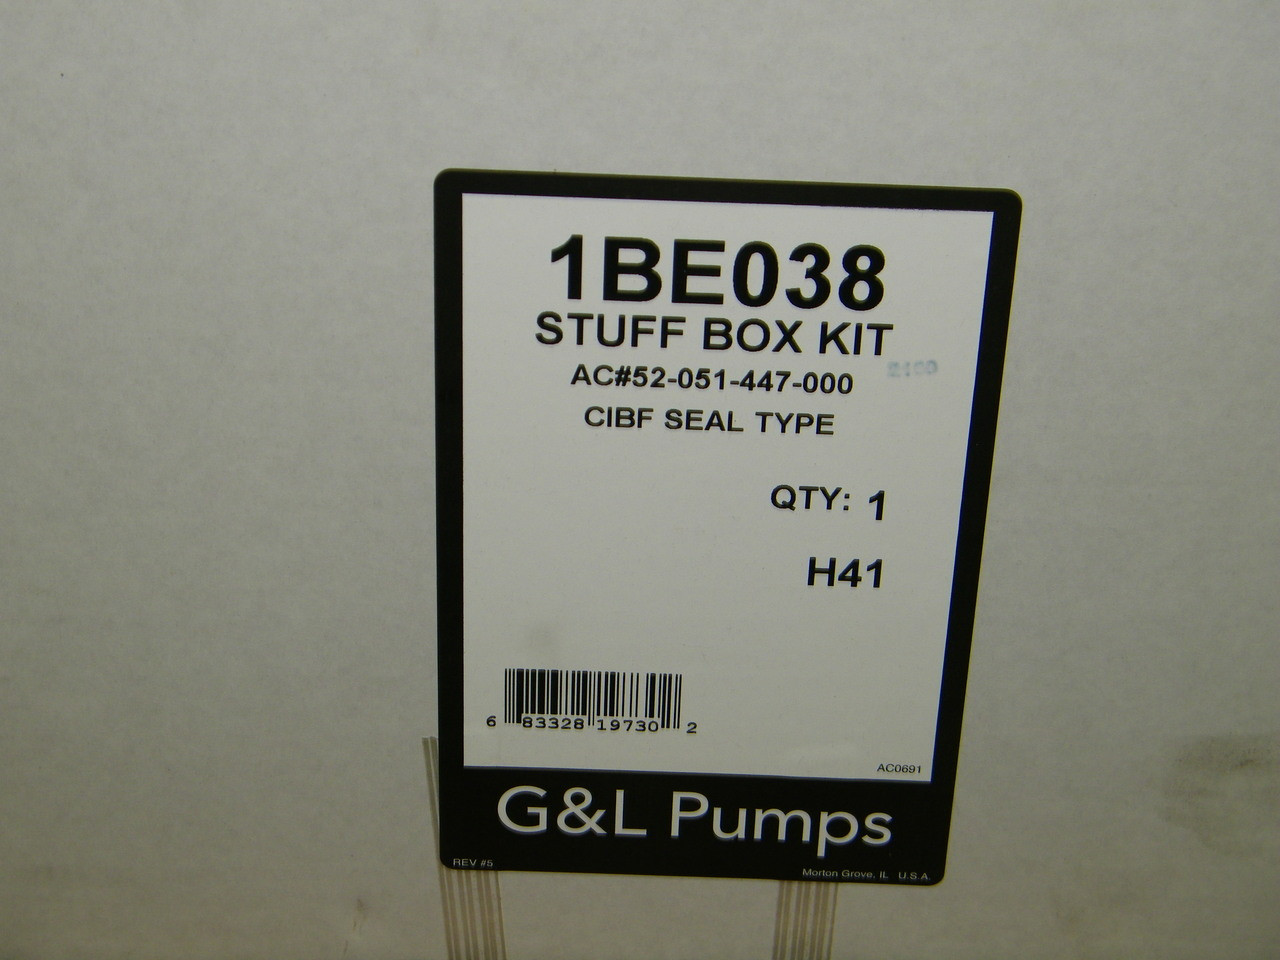 1BE038
STUFF BOX KIT
AC#52-051-447-000
CIBF SEAL TYPE
QTY: 1
H41
6 83328 19730 2
AC0691
G&L Pumps
REV #5
Morton Grove, IL U.S.A.